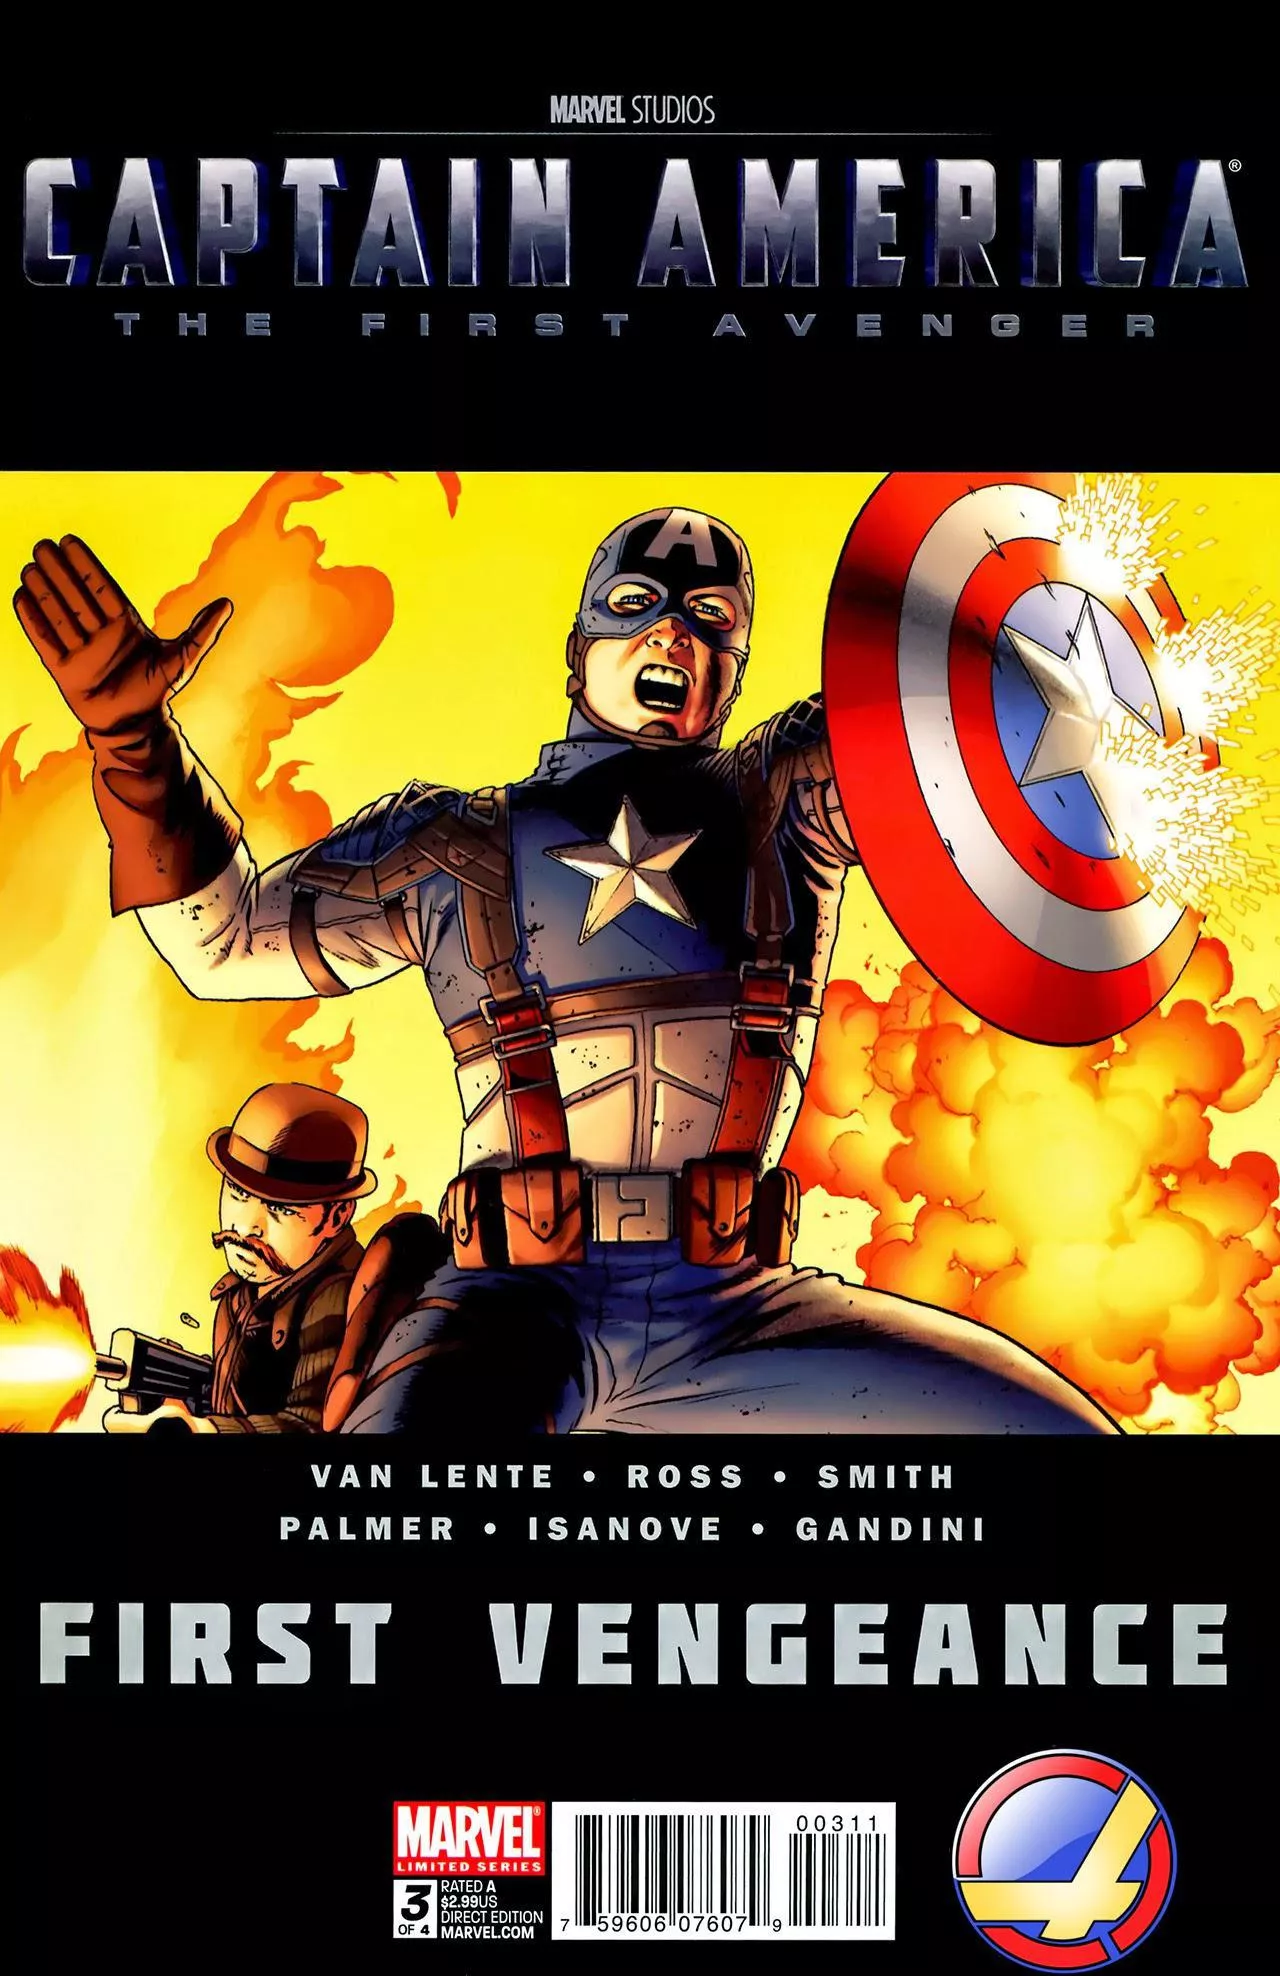 MARVEL STUDIOS
CAPTAIN AMERICA®
THE FIRST AVENGER
A
VAN LENTE • ROSS • SMITH
PALMER • ISANOVE • GANDINI
FIRST VENGEANCE
MARVEL®
LIMITED SERIES
3
OF 4
RATED A
$2.99US
DIRECT EDITION
MARVEL.COM
00311
7 59606 07607 9
4